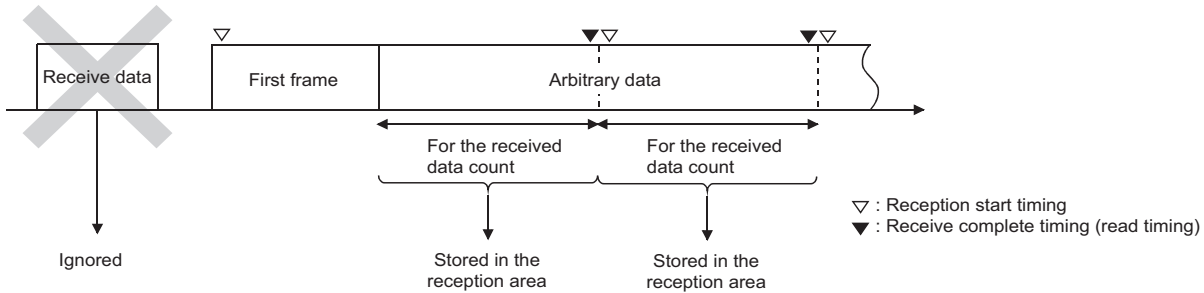 Receive data
First frame
Arbitrary data
For the received
data count
For the received
data count
▽ : Reception start timing
▼ : Receive complete timing (read timing)
Ignored
Stored in the
reception area
Stored in the
reception area